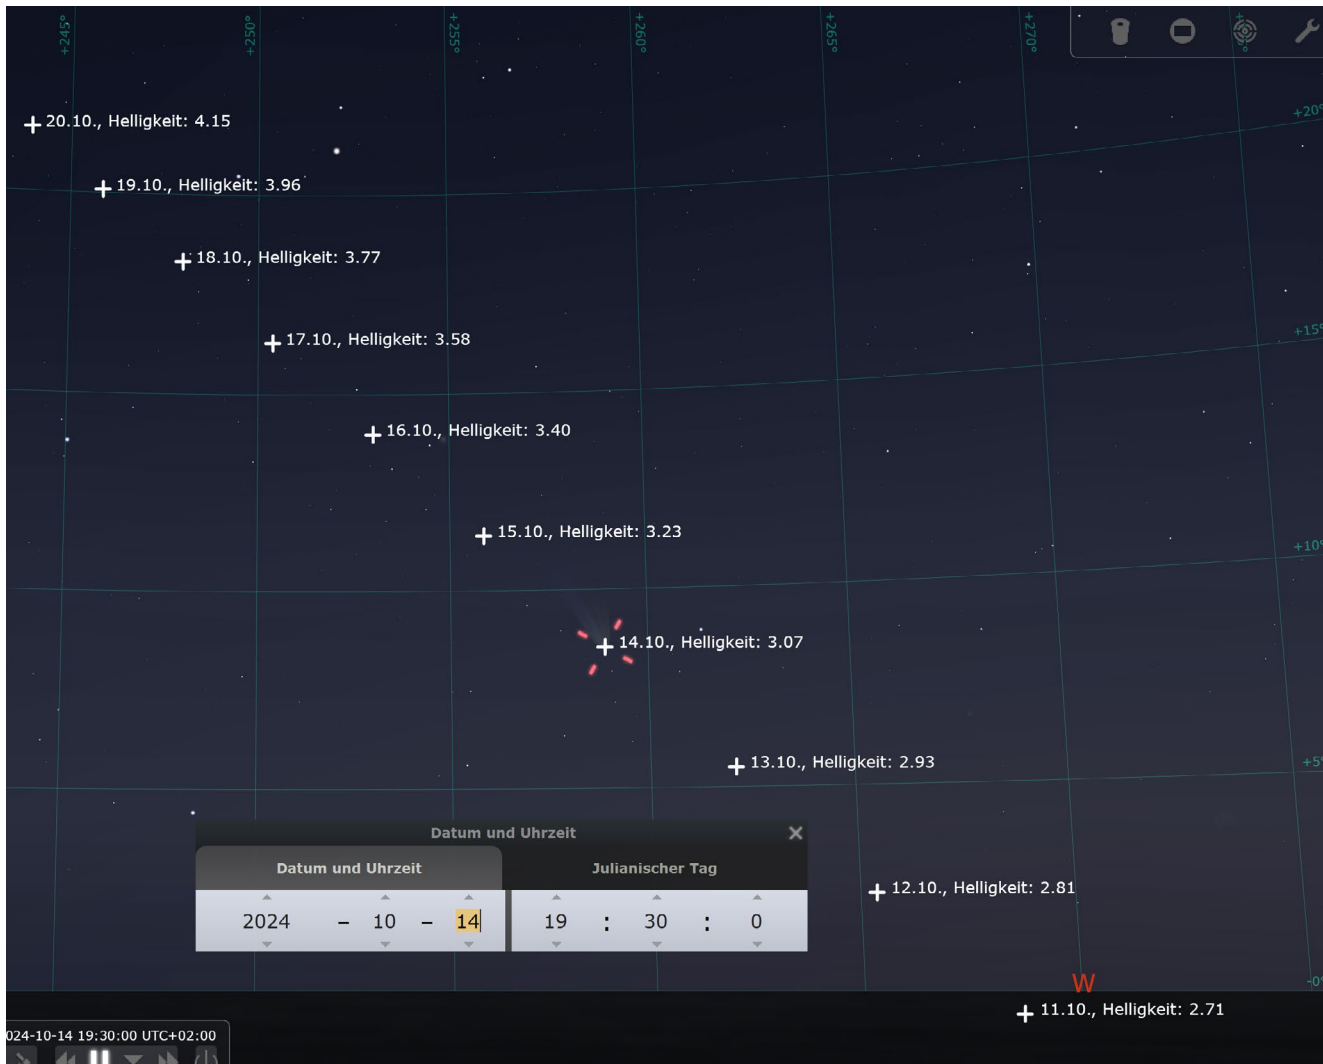 +245°
+250°
+255°
+260°
+265°
+270°
+20°
20.10., Helligkeit: 4.15
19.10., Helligkeit: 3.96
18.10., Helligkeit: 3.77
+15°
17.10., Helligkeit: 3.58
16.10., Helligkeit: 3.40
15.10., Helligkeit: 3.23
+10°
14.10., Helligkeit: 3.07
13.10., Helligkeit: 2.93
+5°
Datum und Uhrzeit
Datum und Uhrzeit
Julianischer Tag
2024 – 10 – 14 19 : 30 : 0
12.10., Helligkeit: 2.81
W
-0°
11.10., Helligkeit: 2.71
024-10-14 19:30:00 UTC+02:00